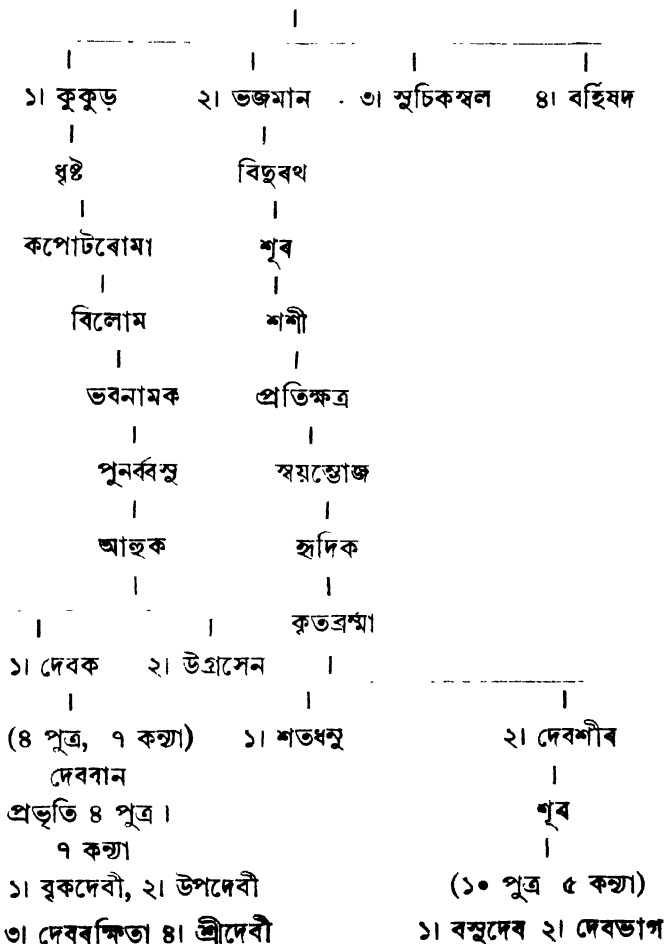 ১। কুকুড় ২। ভজমান ৩। সুচিকম্বল ৪। বর্হিষদ
ধৃষ্ট বিদুৰথ
কপোটৰোমা শূৰ
বিলোম শশী
ভবনামক প্ৰতিক্ষত্ৰ
পুনৰ্ব্বসু স্বয়ম্ভোজ
আহুক হৃদিক
কৃতব্ৰৰ্ম্মা
১। দেবক ২। উগ্ৰসেন
(৪ পুত্ৰ, ৭ কন্যা) ১। শতধনু ২। দেবশীৰ
দেববান
প্ৰভৃতি ৪ পুত্ৰ। শূৰ
৭ কন্যা
১। বৃকদেবী, ২। উপদেবী (১০ পুত্ৰ ৫ কন্যা)
৩। দেবৰক্ষিতা ৪। শ্ৰীদেবী ১। বসুদেব ২। দেবভাগ